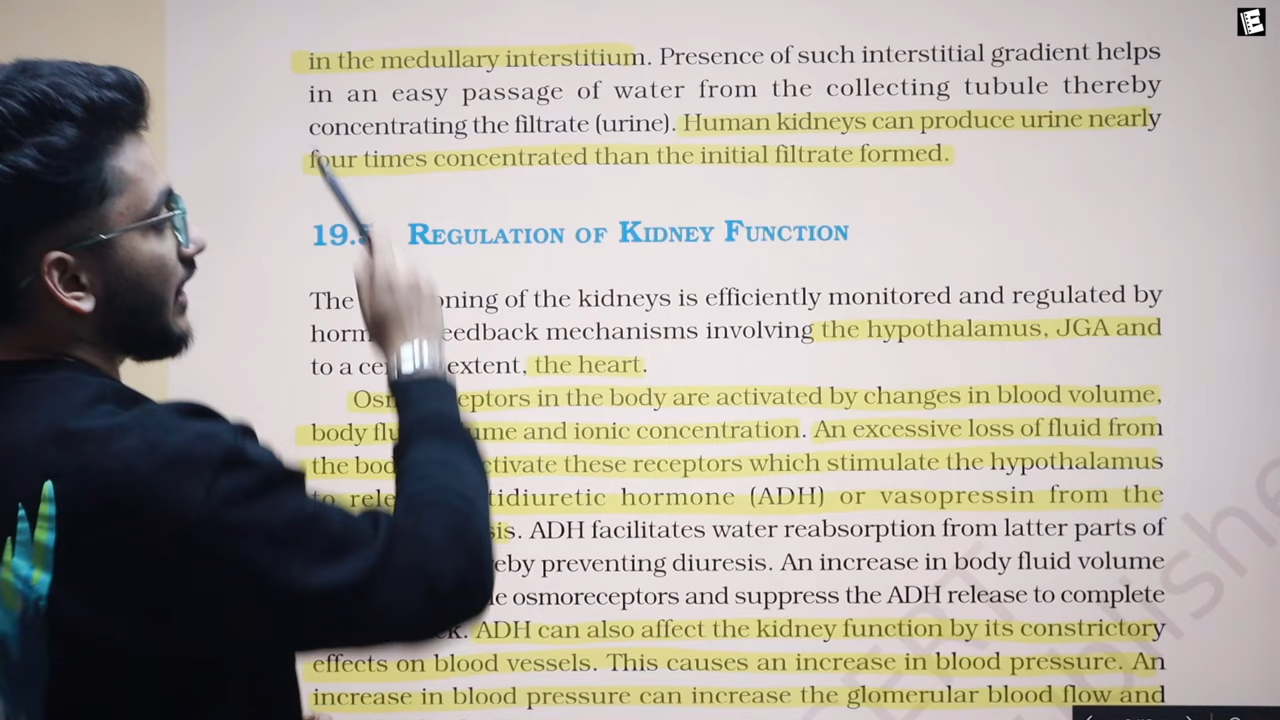 in the medullary interstitium. Presence of such interstitial gradient helps
in an easy passage of water from the collecting tubule thereby
concentrating the filtrate (urine). Human kidneys can produce urine nearly
four times concentrated than the initial filtrate formed.
19. REGULATION OF KIDNEY FUNCTION
The oning of the kidneys is efficiently monitored and regulated by
horm eedback mechanisms involving the hypothalamus, JGA and
to a ce extent, the heart.
Osm eptors in the body are activated by changes in blood volume,
body flu ume and ionic concentration. An excessive loss of fluid from
the bod ctivate these receptors which stimulate the hypothalamus
to rele tidiuretic hormone (ADH) or vasopressin from the
sis. ADH facilitates water reabsorption from latter parts of
eby preventing diuresis. An increase in body fluid volume
e osmoreceptors and suppress the ADH release to complete
k. ADH can also affect the kidney function by its constrictory
effects on blood vessels. This causes an increase in blood pressure. An
increase in blood pressure can increase the glomerular blood flow and